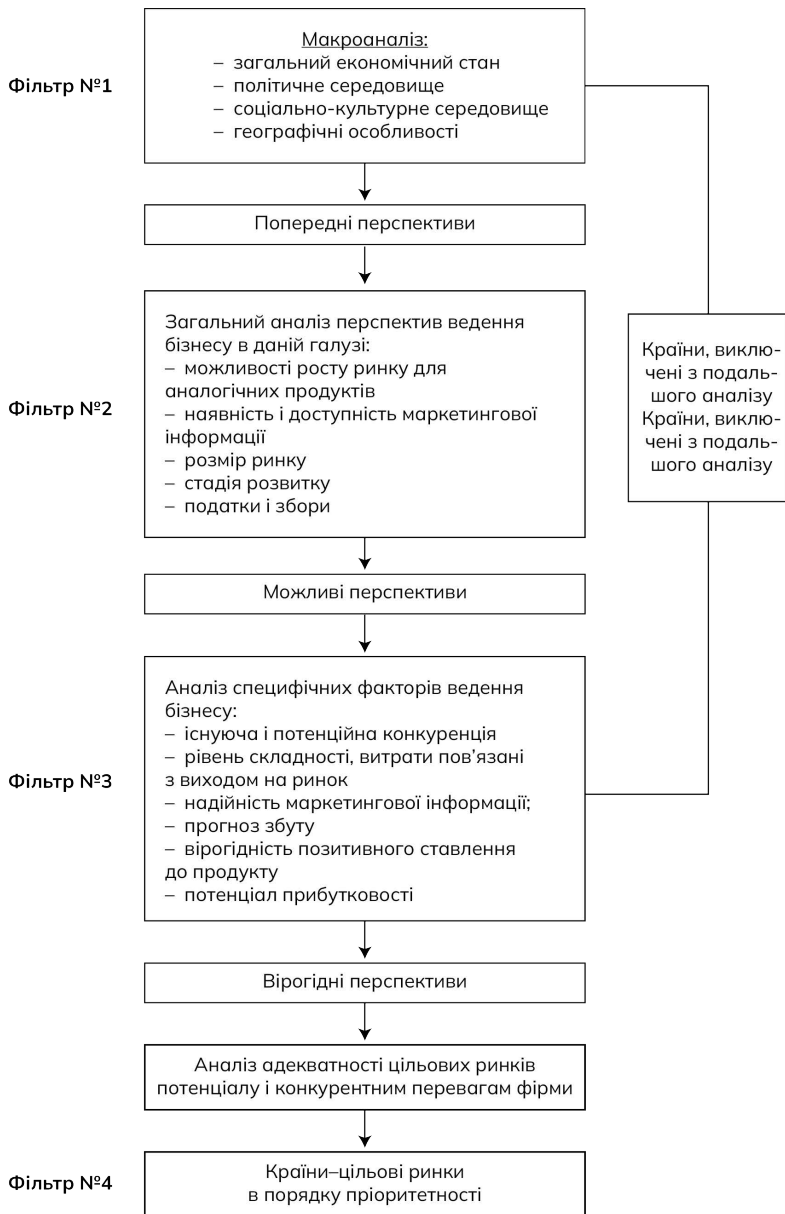 Фільтр №1
Макроаналіз:
– загальний економічний стан
– політичне середовище
– соціально-культурне середовище
– географічні особливості
Попередні перспективи
Фільтр №2
Загальний аналіз перспектив ведення
бізнесу в даній галузі:
– можливості росту ринку для
аналогічних продуктів
– наявність і доступність маркетингової
інформації
– розмір ринку
– стадія розвитку
– податки і збори
Країни, виклю-
чені з подаль-
шого аналізу
Країни, виклю-
чені з подаль-
шого аналізу
Можливі перспективи
Фільтр №3
Аналіз специфічних факторів ведення
бізнесу:
– існуюча і потенційна конкуренція
– рівень складності, витрати пов’язані
з виходом на ринок
– надійність маркетингової інформації;
– прогноз збуту
– вірогідність позитивного ставлення
до продукту
– потенціал прибутковості
Вірогідні перспективи
Аналіз адекватності цільових ринків
потенціалу і конкурентним перевагам фірми
Фільтр №4
Країни–цільові ринки
в порядку пріоритетності